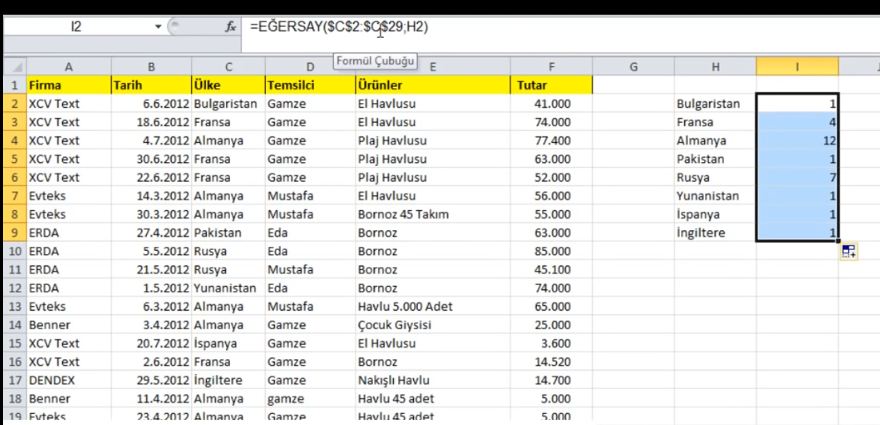 I2 fx =EĞERSAY($C$2:$C$29;H2)
Formül Çubuğu
A B C D E F G H I
1 Firma Tarih Ülke Temsilci Ürünler Tutar
2 XCV Text 6.6.2012 Bulgaristan Gamze El Havlusu 41.000 Bulgaristan 1
3 XCV Text 18.6.2012 Fransa Gamze El Havlusu 74.000 Fransa 4
4 XCV Text 4.7.2012 Almanya Gamze Plaj Havlusu 77.400 Almanya 12
5 XCV Text 30.6.2012 Fransa Gamze Plaj Havlusu 63.000 Pakistan 1
6 XCV Text 22.6.2012 Fransa Gamze Plaj Havlusu 52.000 Rusya 7
7 Evteks 14.3.2012 Almanya Mustafa El Havlusu 56.000 Yunanistan 1
8 Evteks 30.3.2012 Almanya Mustafa Bornoz 45 Takım 55.000 İspanya 1
9 ERDA 27.4.2012 Pakistan Eda Bornoz 63.000 İngiltere 1
10 ERDA 5.5.2012 Rusya Eda Bornoz 85.000
11 ERDA 21.5.2012 Rusya Mustafa Bornoz 45.100
12 ERDA 1.5.2012 Yunanistan Eda Bornoz 74.000
13 Evteks 6.3.2012 Almanya Mustafa Havlu 5.000 Adet 65.000
14 Benner 3.4.2012 Almanya Gamze Çocuk Giysisi 25.000
15 XCV Text 20.7.2012 İspanya Gamze El Havlusu 3.600
16 XCV Text 2.6.2012 Fransa Gamze Bornoz 14.520
17 DENDEX 29.5.2012 İngiltere Gamze Nakışlı Havlu 14.700
18 Benner 11.4.2012 Almanya gamze Havlu 45 adet 5.000
19 Evteks 23.4.2012 Almanya Gamze Havlu 45 adet 5.000